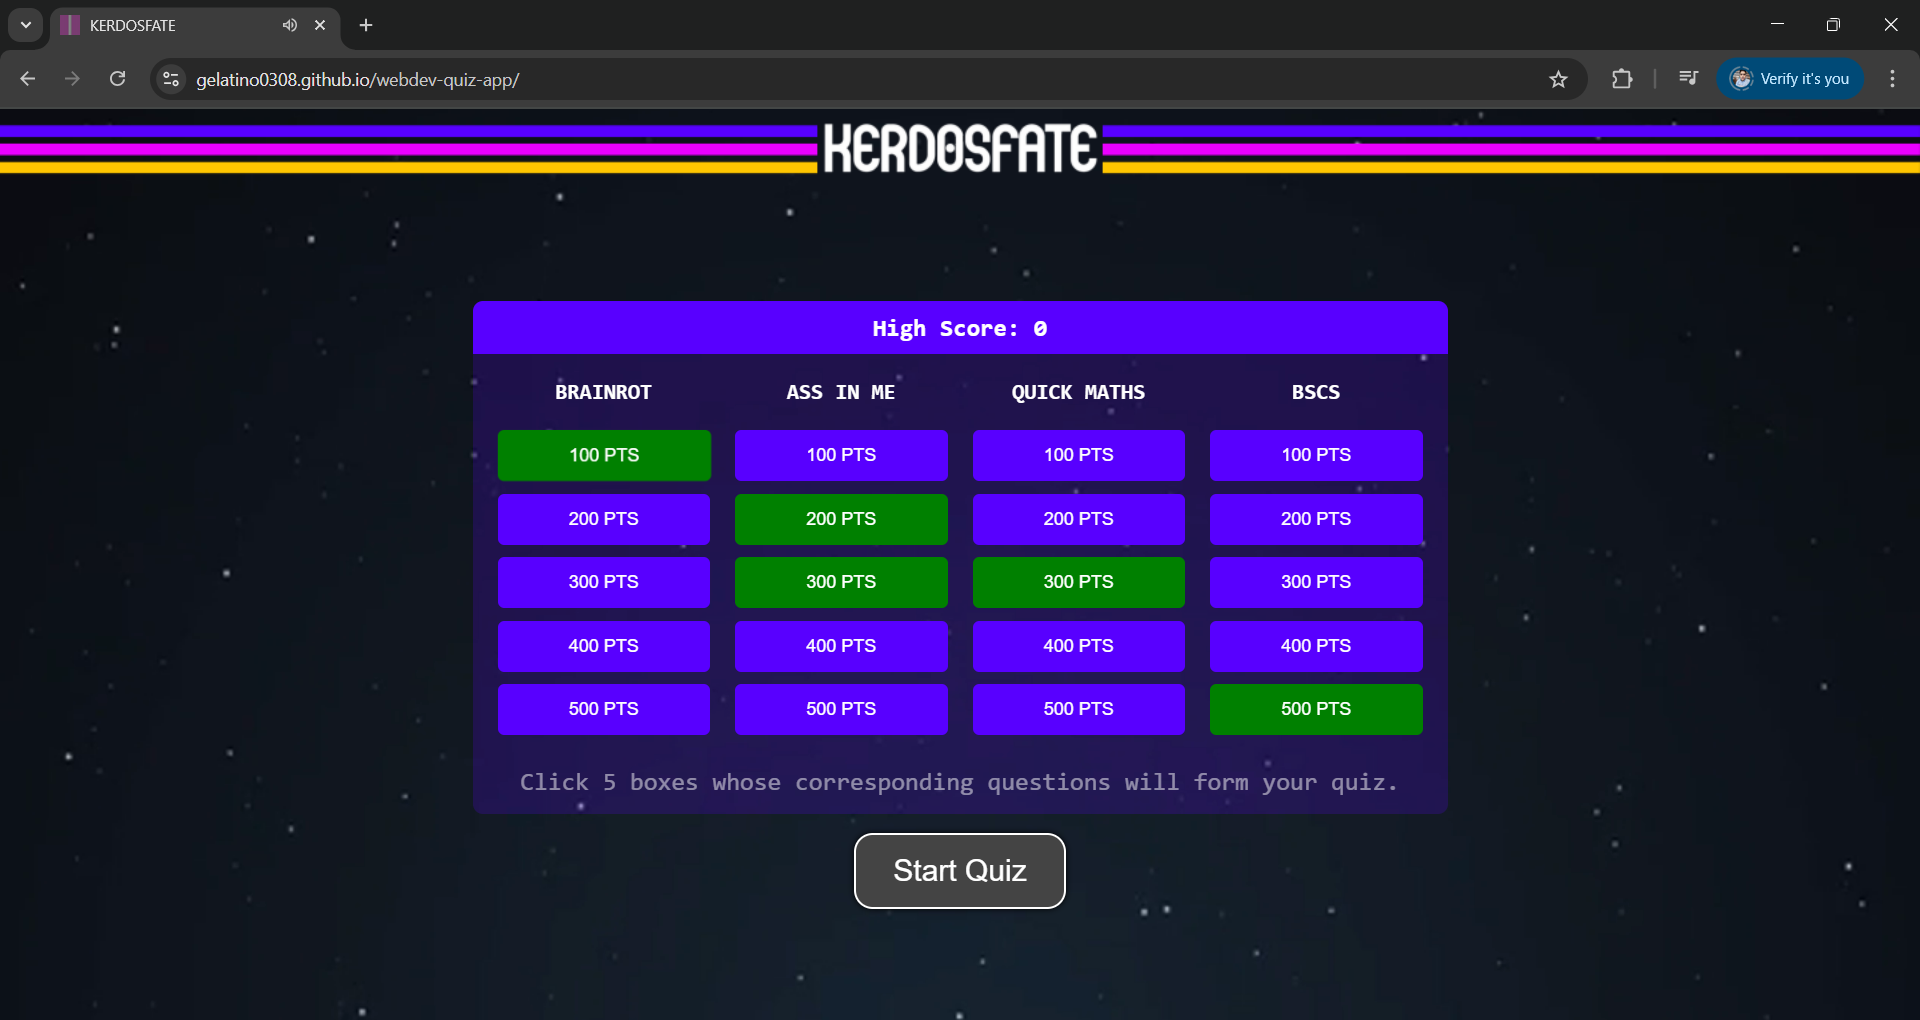 KERDOSFATE
gelatino0308.github.io/webdev-quiz-app/
Verify it's you
KERDOSFATE
High Score: 0
BRAINROT ASS IN ME QUICK MATHS BSCS
100 PTS 100 PTS 100 PTS 100 PTS
200 PTS 200 PTS 200 PTS 200 PTS
300 PTS 300 PTS 300 PTS 300 PTS
400 PTS 400 PTS 400 PTS 400 PTS
500 PTS 500 PTS 500 PTS 500 PTS
Click 5 boxes whose corresponding questions will form your quiz.
Start Quiz